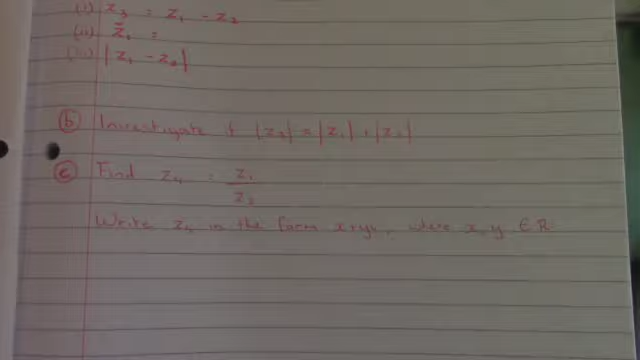 (i) z₃ = z₁ - z₂
(ii) z̄₁ =
(iii) |z₁ - z₂|
(b) Investigate if |z₃| = |z₁| + |z₂|
(c) Find z₄ = z₁ / z₂
Write z₄ in the form x+yi, where x, y ∈ R